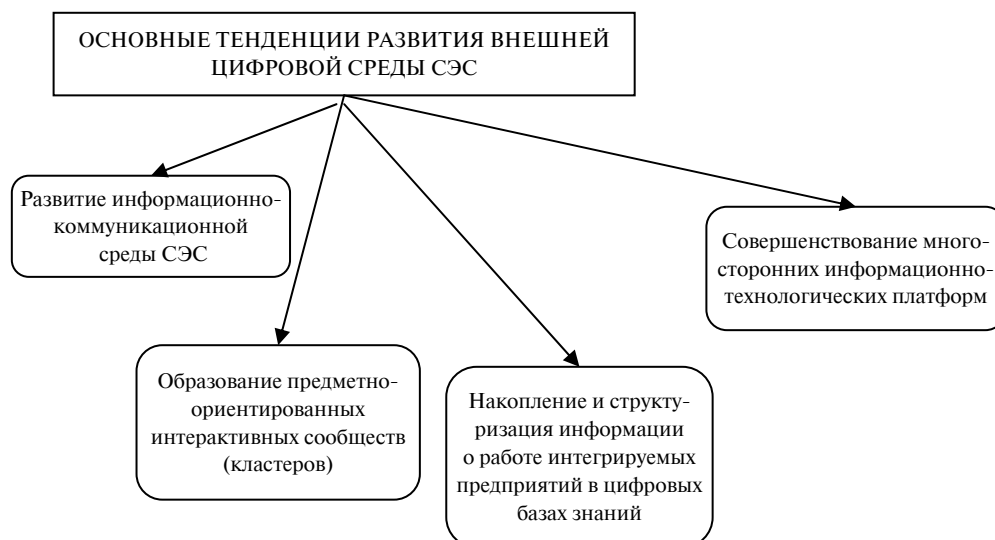 ОСНОВНЫЕ ТЕНДЕНЦИИ РАЗВИТИЯ ВНЕШНЕЙ
ЦИФРОВОЙ СРЕДЫ СЭС
Развитие информационно-
коммуникационной
среды СЭС
Совершенствование много-
сторонних информационно-
технологических платформ
Образование предметно-
ориентированных
интерактивных сообществ
(кластеров)
Накопление и структу-
ризация информации
о работе интегрируемых
предприятий в цифровых
базах знаний